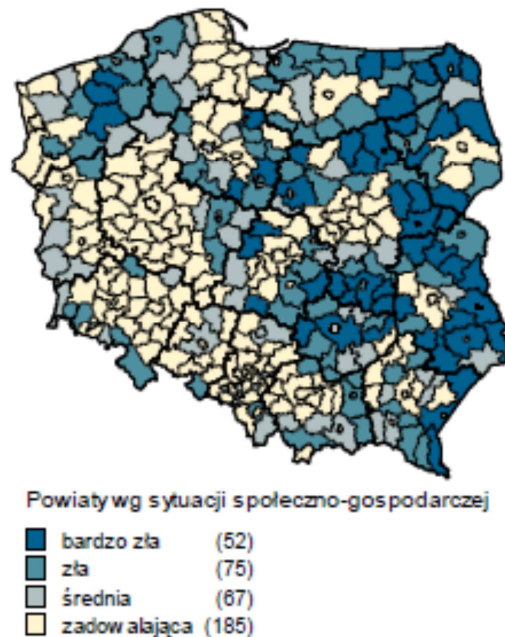 Powiaty wg sytuacji społeczno-gospodarczej
bardzo zła (52)
zła (75)
średnia (67)
zadowalająca (185)